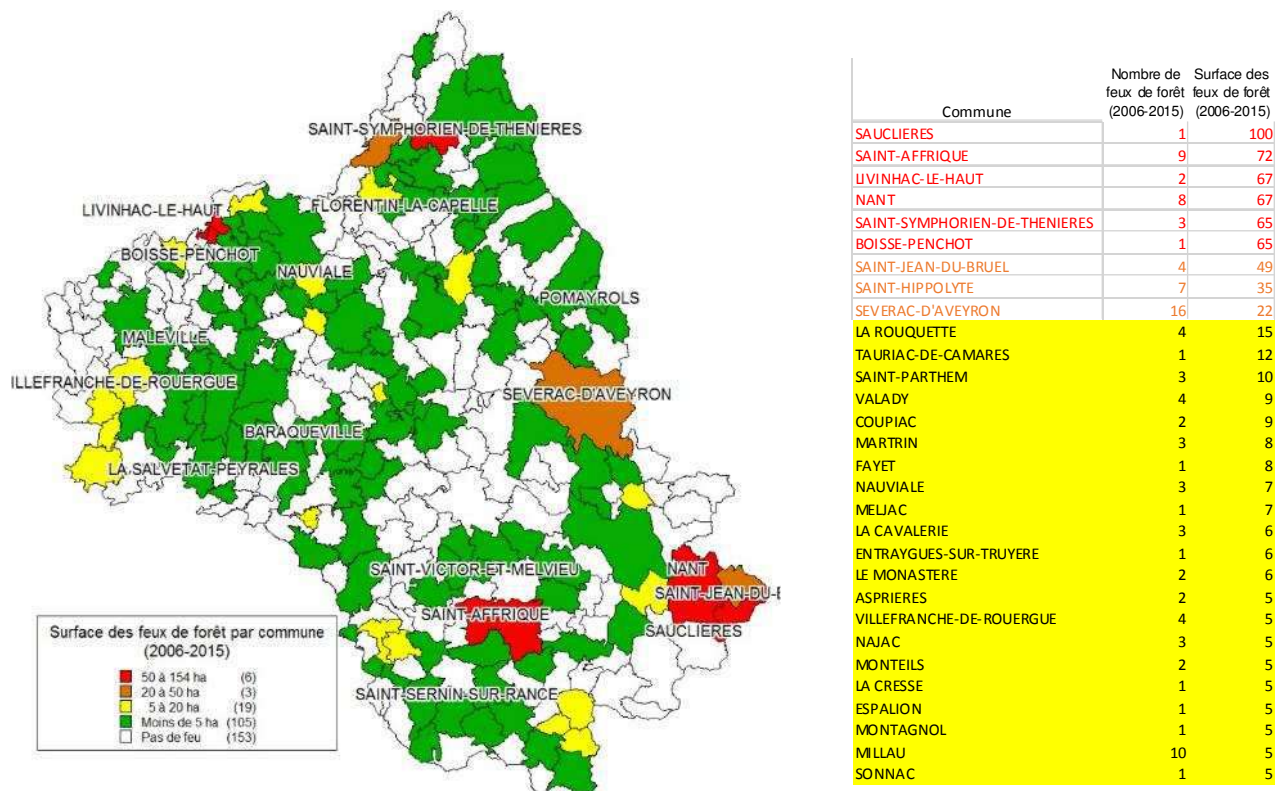 SAINT-SYMPHORIEN-DE-THENIERES
LIVINHAC-LE-HAUT
FLORENTIN-LA-CAPELLE
BOISSE-PENCHOT
NAUVIALE
POMAYROLS
MALEVILLE
ILLEFRANCHE-DE-ROUERGUE
SEVERAC-D'AVEYRON
BARAQUEVILLE
LA SALVETAT-PEYRALES
SAINT-VICTOR-ET-MELVIEU
NANT
SAINT-JEAN-DU-E
SAINT-AFFRIQUE
SAUCLIERES
SAINT-SERNIN-SUR-RANCE
Surface des feux de forêt par commune
(2006-2015)
50 à 154 ha (6)
20 à 50 ha (3)
5 à 20 ha (19)
Moins de 5 ha (105)
Pas de feu (153)
Commune Nombre de feux de forêt (2006-2015) Surface des feux de forêt (2006-2015)
SAUCLIERES 1 100
SAINT-AFFRIQUE 9 72
LIVINHAC-LE-HAUT 2 67
NANT 8 67
SAINT-SYMPHORIEN-DE-THENIERES 3 65
BOISSE-PENCHOT 1 65
SAINT-JEAN-DU-BRUEL 4 49
SAINT-HIPPOLYTE 7 35
SEVERAC-D'AVEYRON 16 22
LA ROUQUETTE 4 15
TAURIAC-DE-CAMARES 1 12
SAINT-PARTHEM 3 10
VALADY 4 9
COUPIAC 2 9
MARTRIN 3 8
FAYET 1 8
NAUVIALE 3 7
MELJAC 1 7
LA CAVALERIE 3 6
ENTRAYGUES-SUR-TRUYERE 1 6
LE MONASTERE 2 6
ASPRIERES 2 5
VILLEFRANCHE-DE-ROUERGUE 4 5
NAJAC 3 5
MONTEILS 2 5
LA CRESSE 1 5
ESPALION 1 5
MONTAGNOL 1 5
MILLAU 10 5
SONNAC 1 5